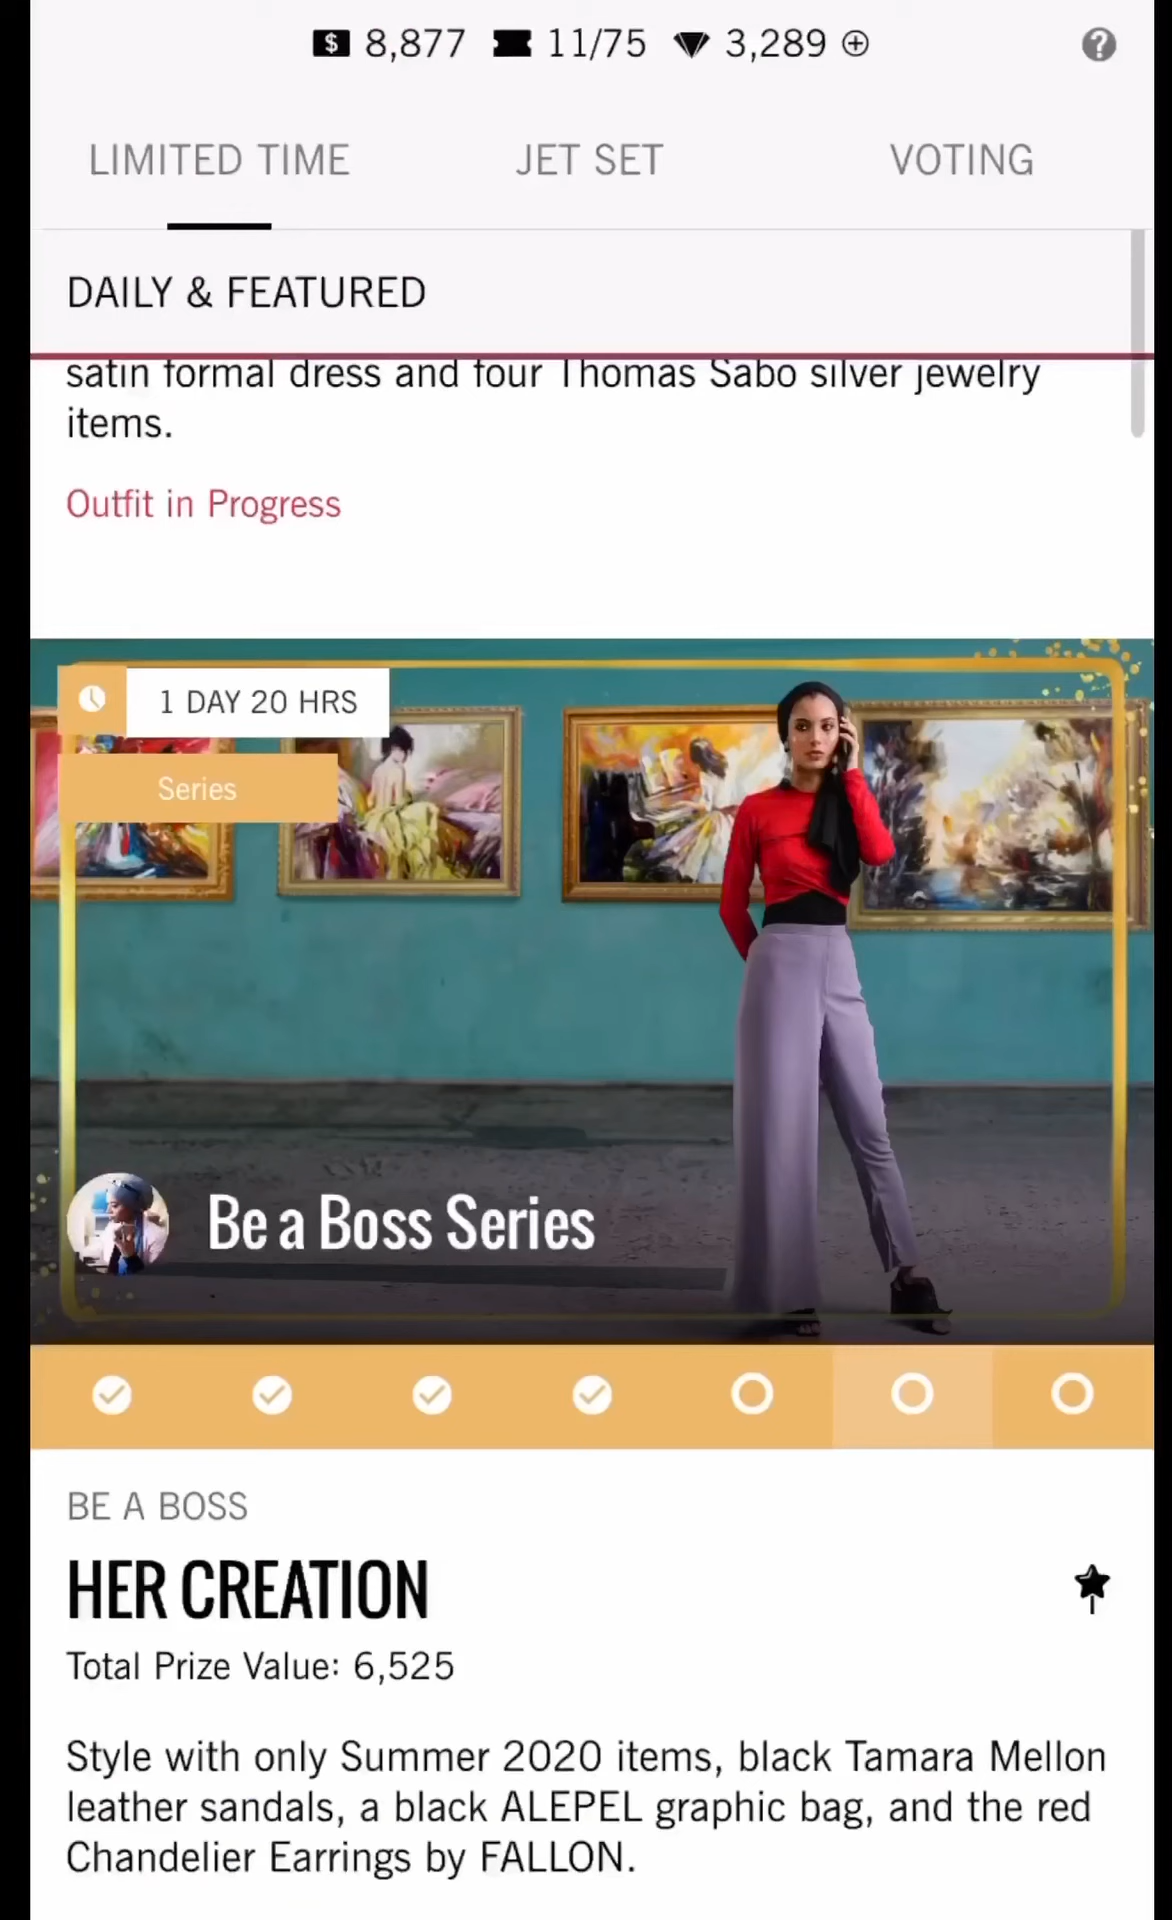 $ 8,877 11/75 3,289 ?
LIMITED TIME JET SET VOTING
DAILY & FEATURED
satin formal dress and four Thomas Sabo silver jewelry
items.
Outfit in Progress
1 DAY 20 HRS
Series
Be a Boss Series
BE A BOSS
HER CREATION
Total Prize Value: 6,525
Style with only Summer 2020 items, black Tamara Mellon
leather sandals, a black ALEPEL graphic bag, and the red
Chandelier Earrings by FALLON.